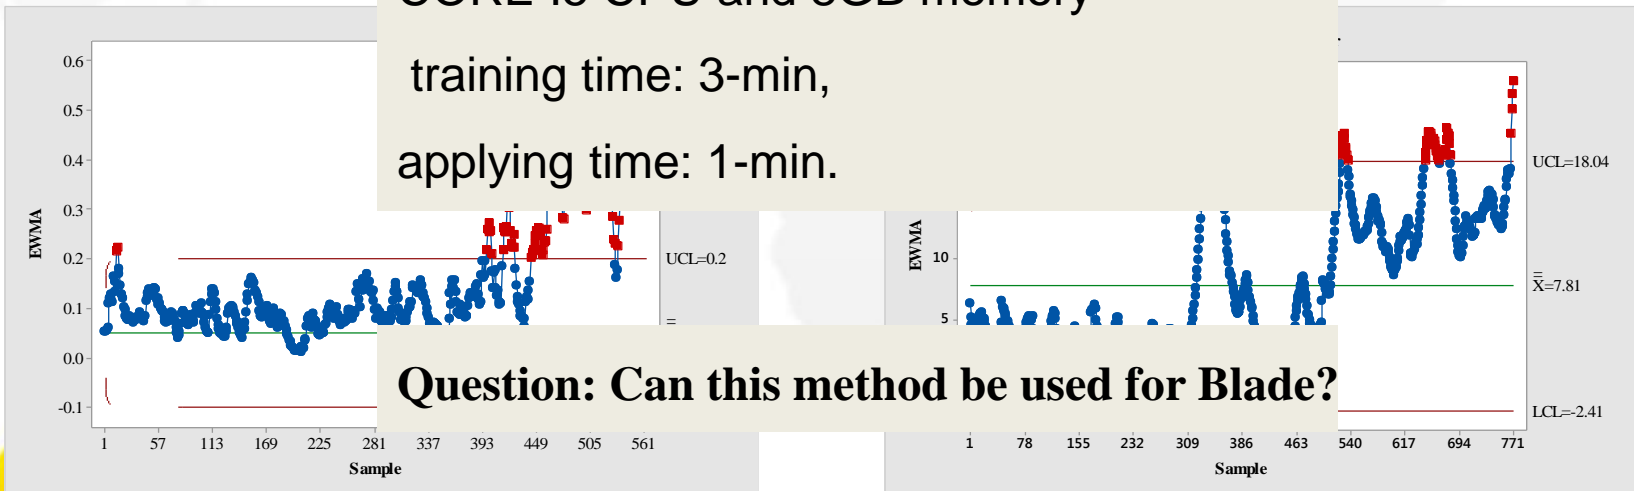 training time: 3-min,
applying time: 1-min.
Question: Can this method be used for Blade?
0.6
0.5
0.4
0.3
0.2
0.1
0.0
-0.1
EWMA
UCL=0.2
1 57 113 169 225 281 337 393 449 505 561
Sample
EWMA
10
5
UCL=18.04
X=7.81
LCL=-2.41
1 78 155 232 309 386 463 540 617 694 771
Sample